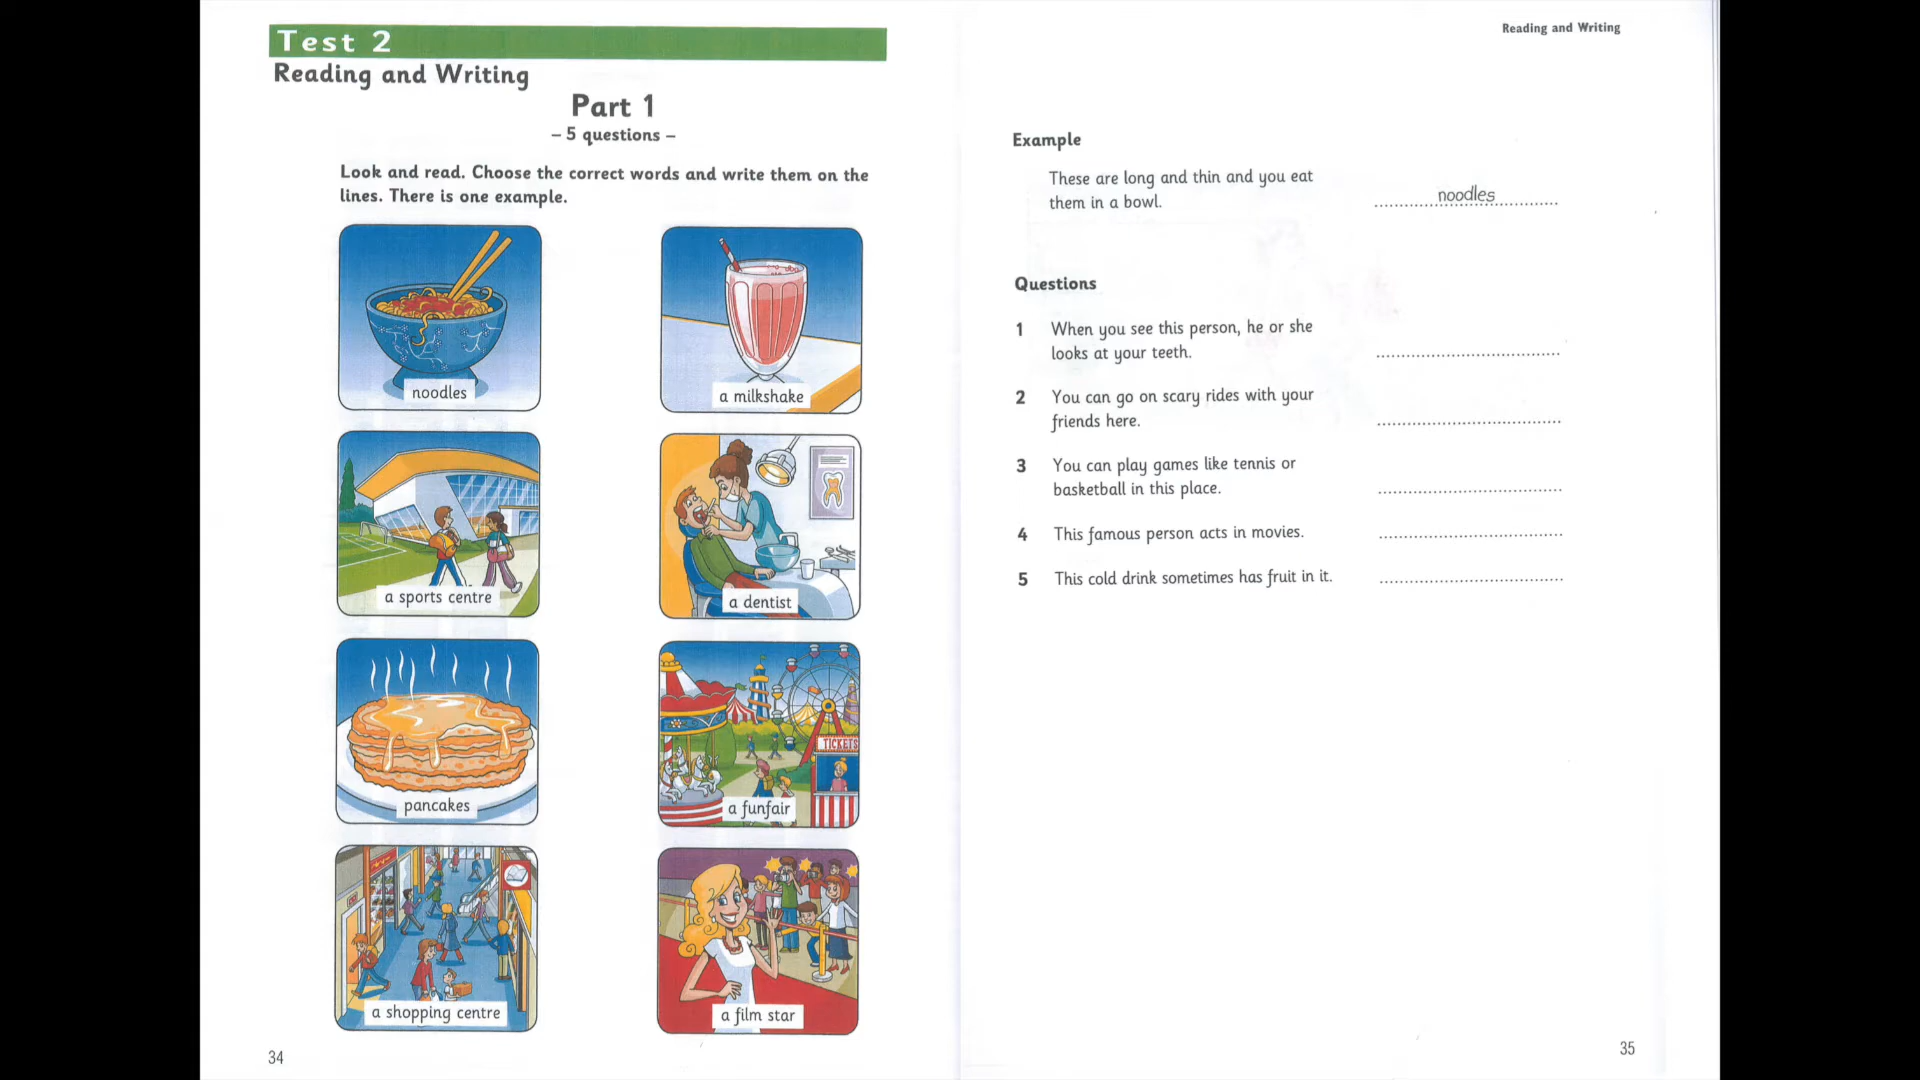 Test 2
Reading and Writing
Part 1
– 5 questions –
Look and read. Choose the correct words and write them on the
lines. There is one example.
noodles
a milkshake
a sports centre
a dentist
pancakes
TICKETS
a funfair
a shopping centre
a film star
34
Reading and Writing
Example
These are long and thin and you eat
them in a bowl.
noodles
Questions
1 When you see this person, he or she
looks at your teeth.
2 You can go on scary rides with your
friends here.
3 You can play games like tennis or
basketball in this place.
4 This famous person acts in movies.
5 This cold drink sometimes has fruit in it.
35